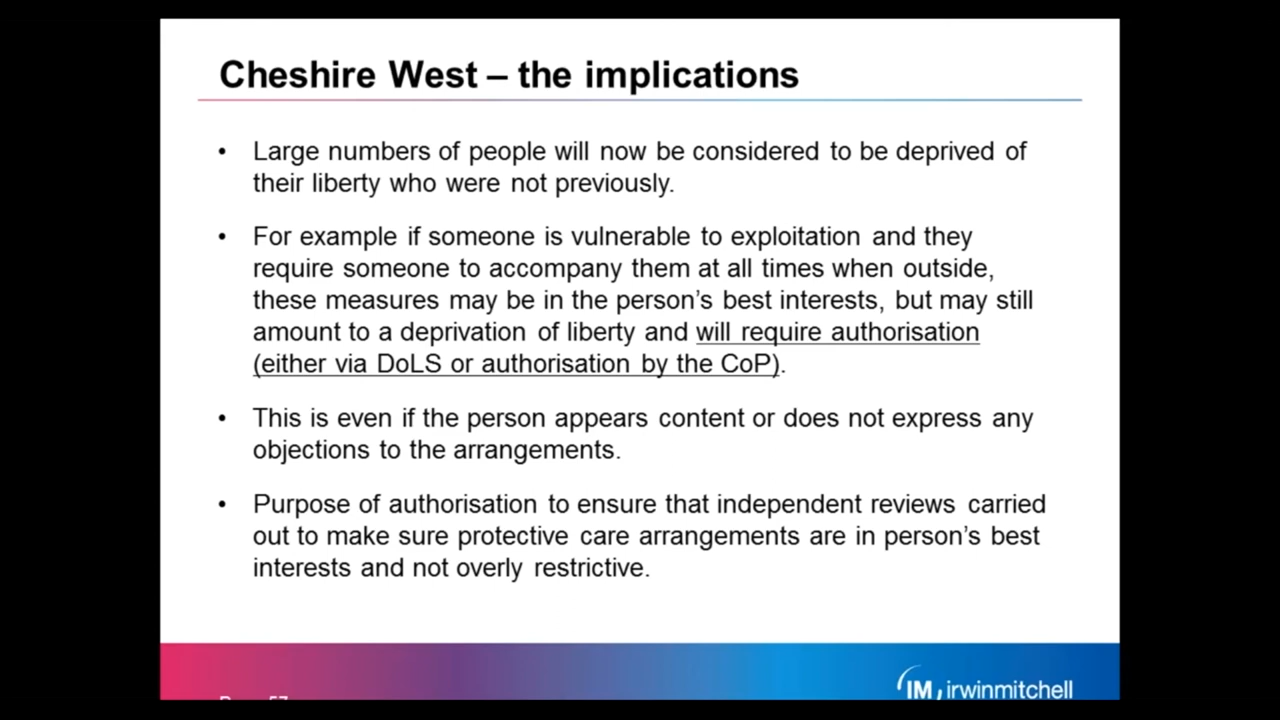 Cheshire West – the implications
• Large numbers of people will now be considered to be deprived of
their liberty who were not previously.
• For example if someone is vulnerable to exploitation and they
require someone to accompany them at all times when outside,
these measures may be in the person's best interests, but may still
amount to a deprivation of liberty and will require authorisation
(either via DoLS or authorisation by the CoP).
• This is even if the person appears content or does not express any
objections to the arrangements.
• Purpose of authorisation to ensure that independent reviews carried
out to make sure protective care arrangements are in person's best
interests and not overly restrictive.
IM irwinmitchell